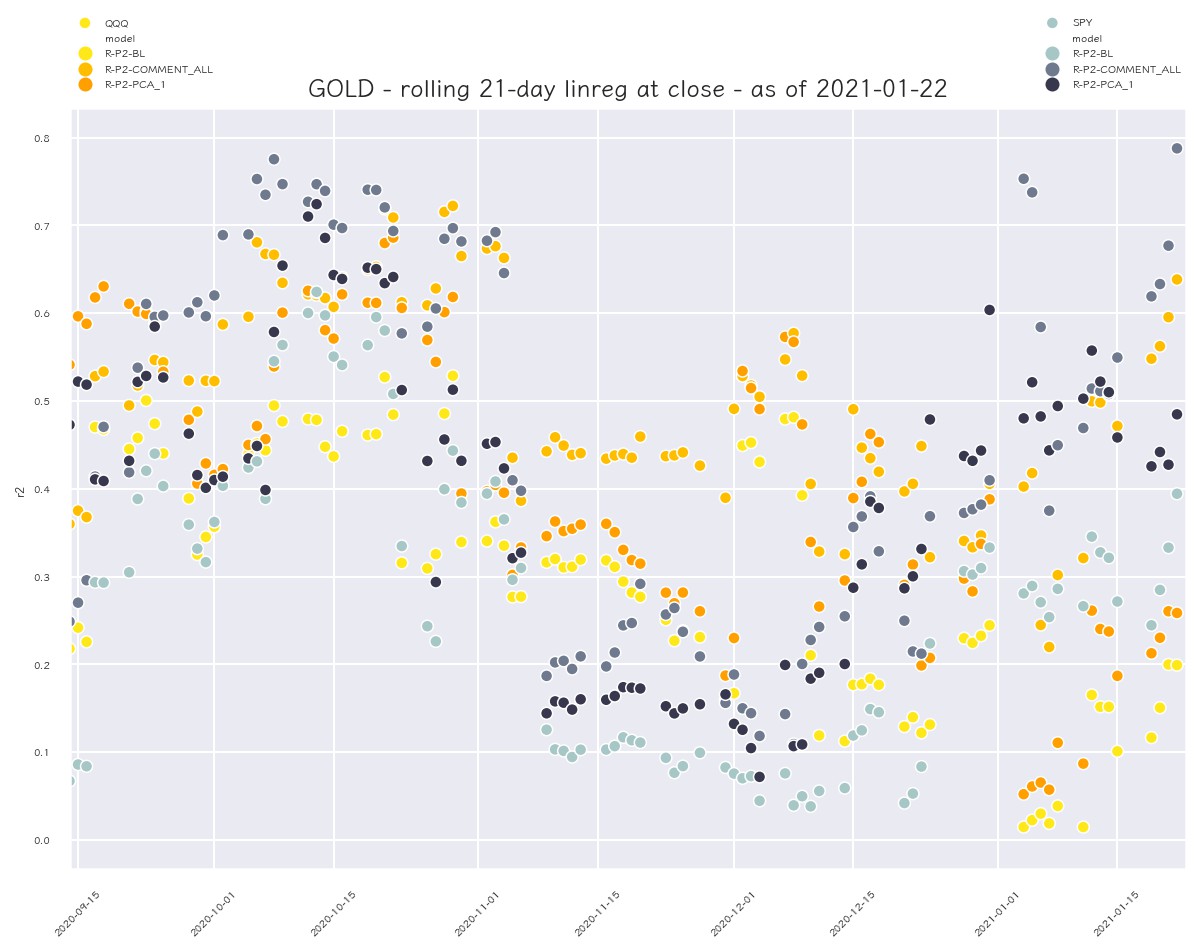 QQQ
model
R-P2-BL
R-P2-COMMENT_ALL
R-P2-PCA_1
SPY
model
R-P2-BL
R-P2-COMMENT_ALL
R-P2-PCA_1
GOLD - rolling 21-day linreg at close - as of 2021-01-22
0.8
0.7
0.6
0.5
0.4
0.3
0.2
0.1
0.0
r2
2020-09-15
2020-10-01
2020-10-15
2020-11-01
2020-11-15
2020-12-01
2020-12-15
2021-01-01
2021-01-15